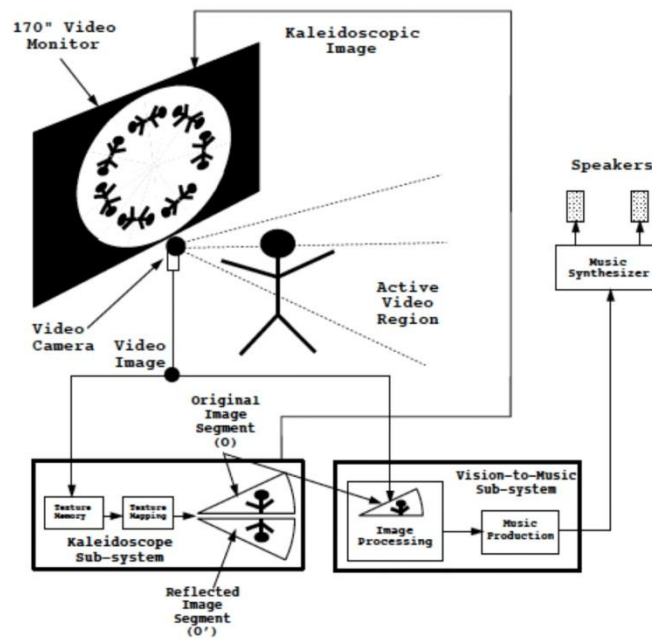 170" Video
Monitor
Kaleidoscopic
Image
Speakers
Music
Synthesizer
Active
Video
Region
Video
Camera
Video
Image
Original
Image
Segment
(O)
Vision-to-Music
Sub-system
Texture
Memory
Texture
Mapping
Image
Processing
Music
Production
Kaleidoscope
Sub-system
Reflected
Image
Segment
(O')